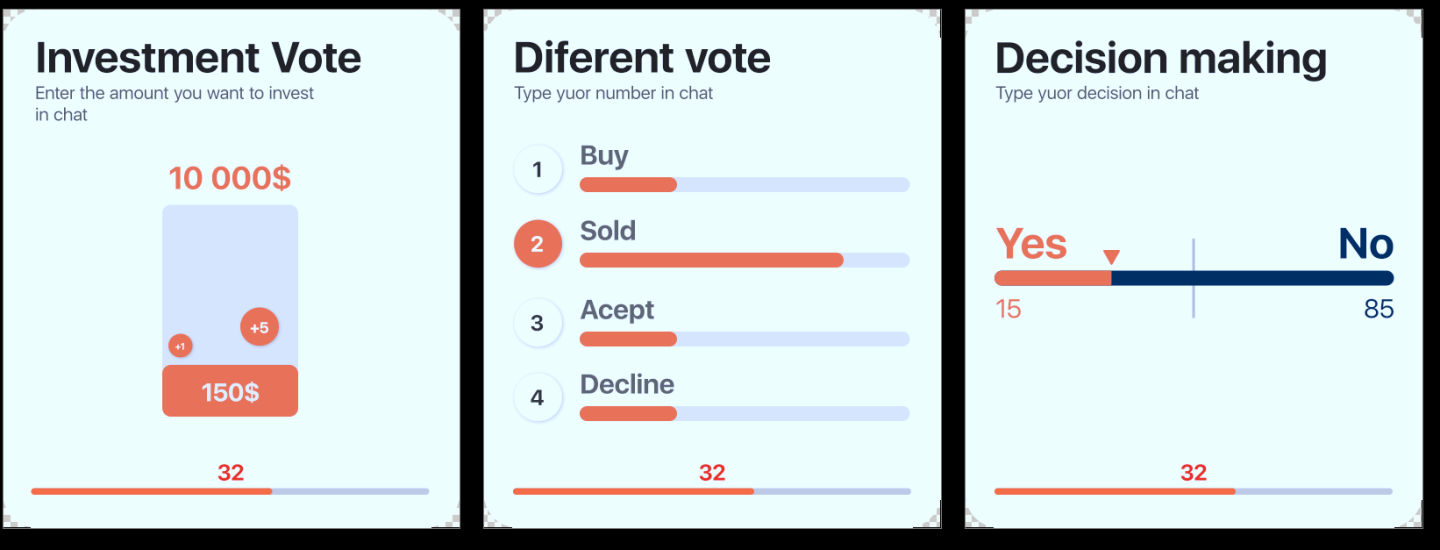 Investment Vote
Enter the amount you want to invest
in chat
10 000$
+5
+1
150$
32
Diferent vote
Type yuor number in chat
1
Buy
2
Sold
3
Acept
4
Decline
32
Decision making
Type yuor decision in chat
Yes
No
15
85
32